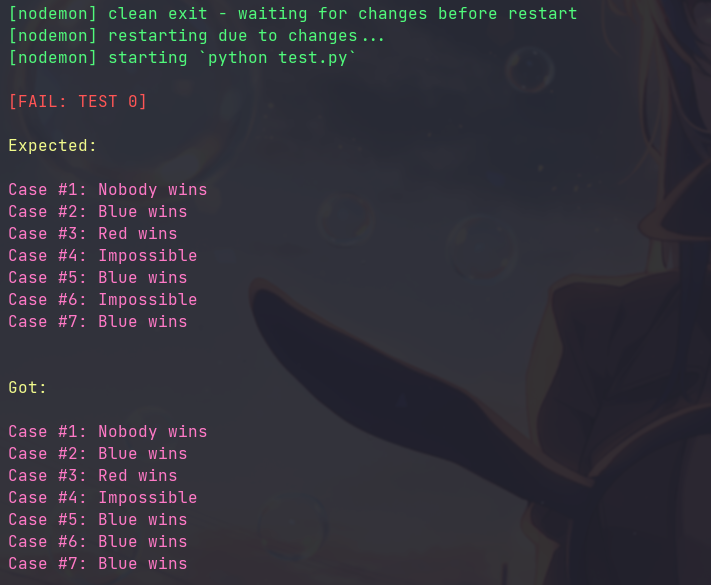 [nodemon] clean exit - waiting for changes before restart
[nodemon] restarting due to changes...
[nodemon] starting `python test.py`
[FAIL: TEST 0]
Expected:
Case #1: Nobody wins
Case #2: Blue wins
Case #3: Red wins
Case #4: Impossible
Case #5: Blue wins
Case #6: Impossible
Case #7: Blue wins
Got:
Case #1: Nobody wins
Case #2: Blue wins
Case #3: Red wins
Case #4: Impossible
Case #5: Blue wins
Case #6: Blue wins
Case #7: Blue wins